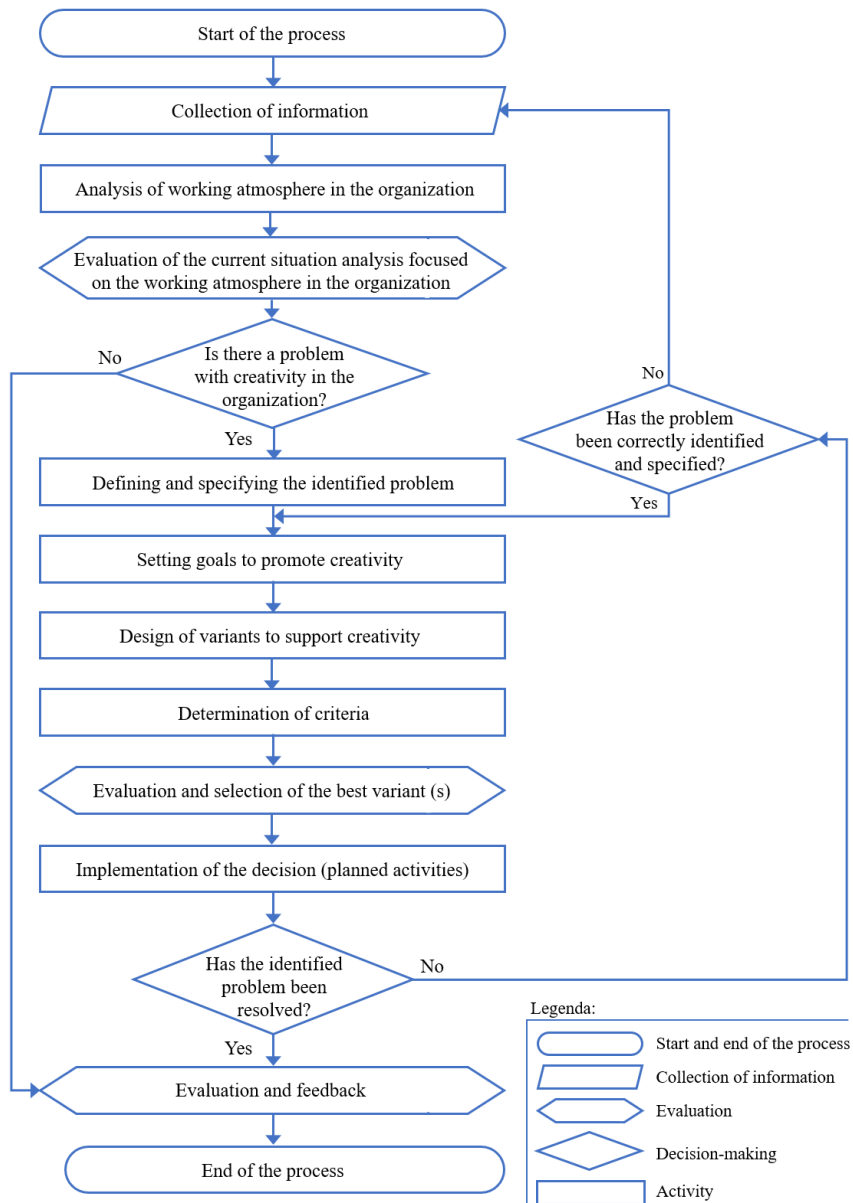 Start of the process
Collection of information
Analysis of working atmosphere in the organization
Evaluation of the current situation analysis focused
on the working atmosphere in the organization
No
Is there a problem
with creativity in the
organization?
Yes
No
Has the problem
been correctly identified
and specified?
Yes
Defining and specifying the identified problem
Setting goals to promote creativity
Design of variants to support creativity
Determination of criteria
Evaluation and selection of the best variant (s)
Implementation of the decision (planned activities)
Has the identified
problem been
resolved?
No
Yes
Evaluation and feedback
End of the process
Legenda:
Start and end of the process
Collection of information
Evaluation
Decision-making
Activity